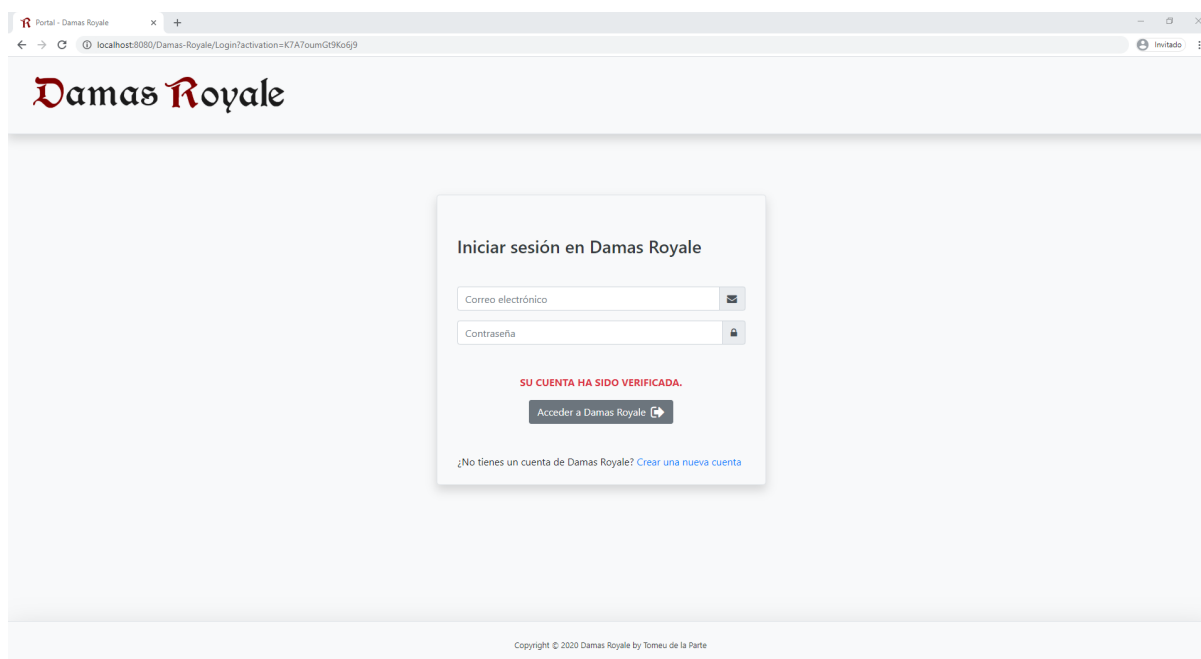 Portal - Damas Royale
localhost:8080/Damas-Royale/Login?activation=K7A7oumGt9Ko6j9
Invitado
Damas Royale
Iniciar sesión en Damas Royale
Correo electrónico
Contraseña
SU CUENTA HA SIDO VERIFICADA.
Acceder a Damas Royale
¿No tienes un cuenta de Damas Royale? Crear una nueva cuenta
Copyright © 2020 Damas Royale by Tomeu de la Parte